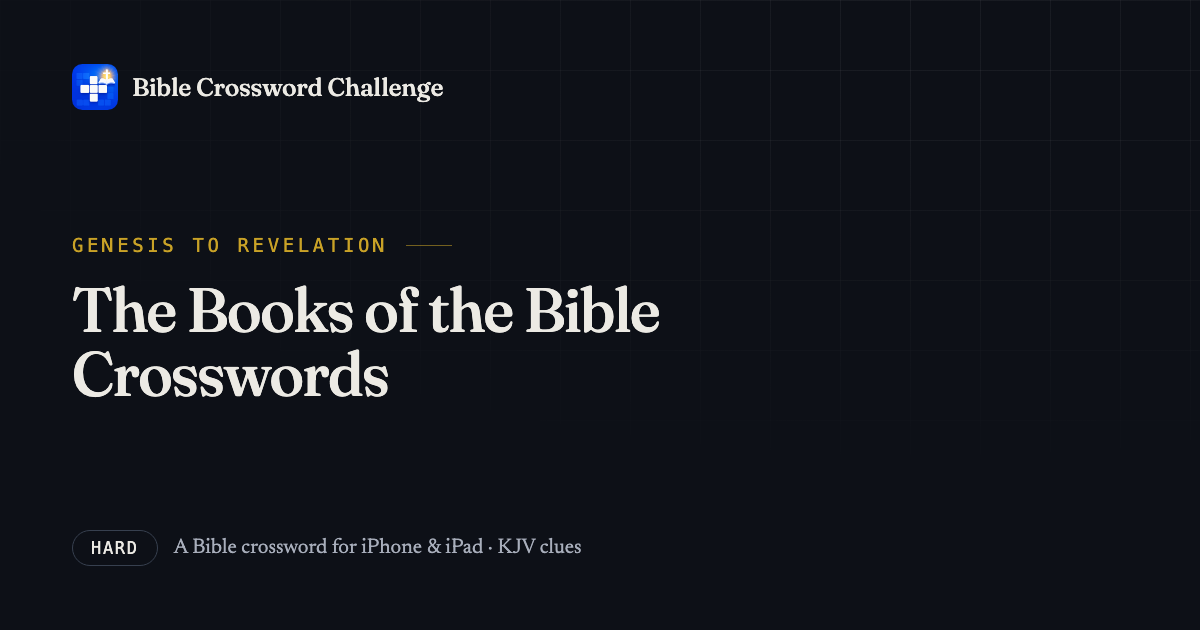 Bible Crossword Challenge
GENESIS TO REVELATION
The Books of the Bible
Crosswords
HARD
A Bible crossword for iPhone & iPad · KJV clues